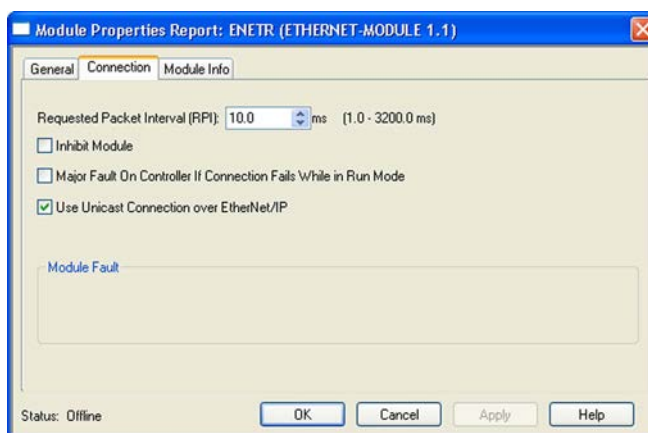 Module Properties Report: ENETR (ETHERNET-MODULE 1.1)
General Connection Module Info
Requested Packet Interval (RPI): 10.0 ms (1.0 - 3200.0 ms)
Inhibit Module
Major Fault On Controller If Connection Fails While in Run Mode
Use Unicast Connection over EtherNet/IP
Module Fault
Status: Offline OK Cancel Apply Help